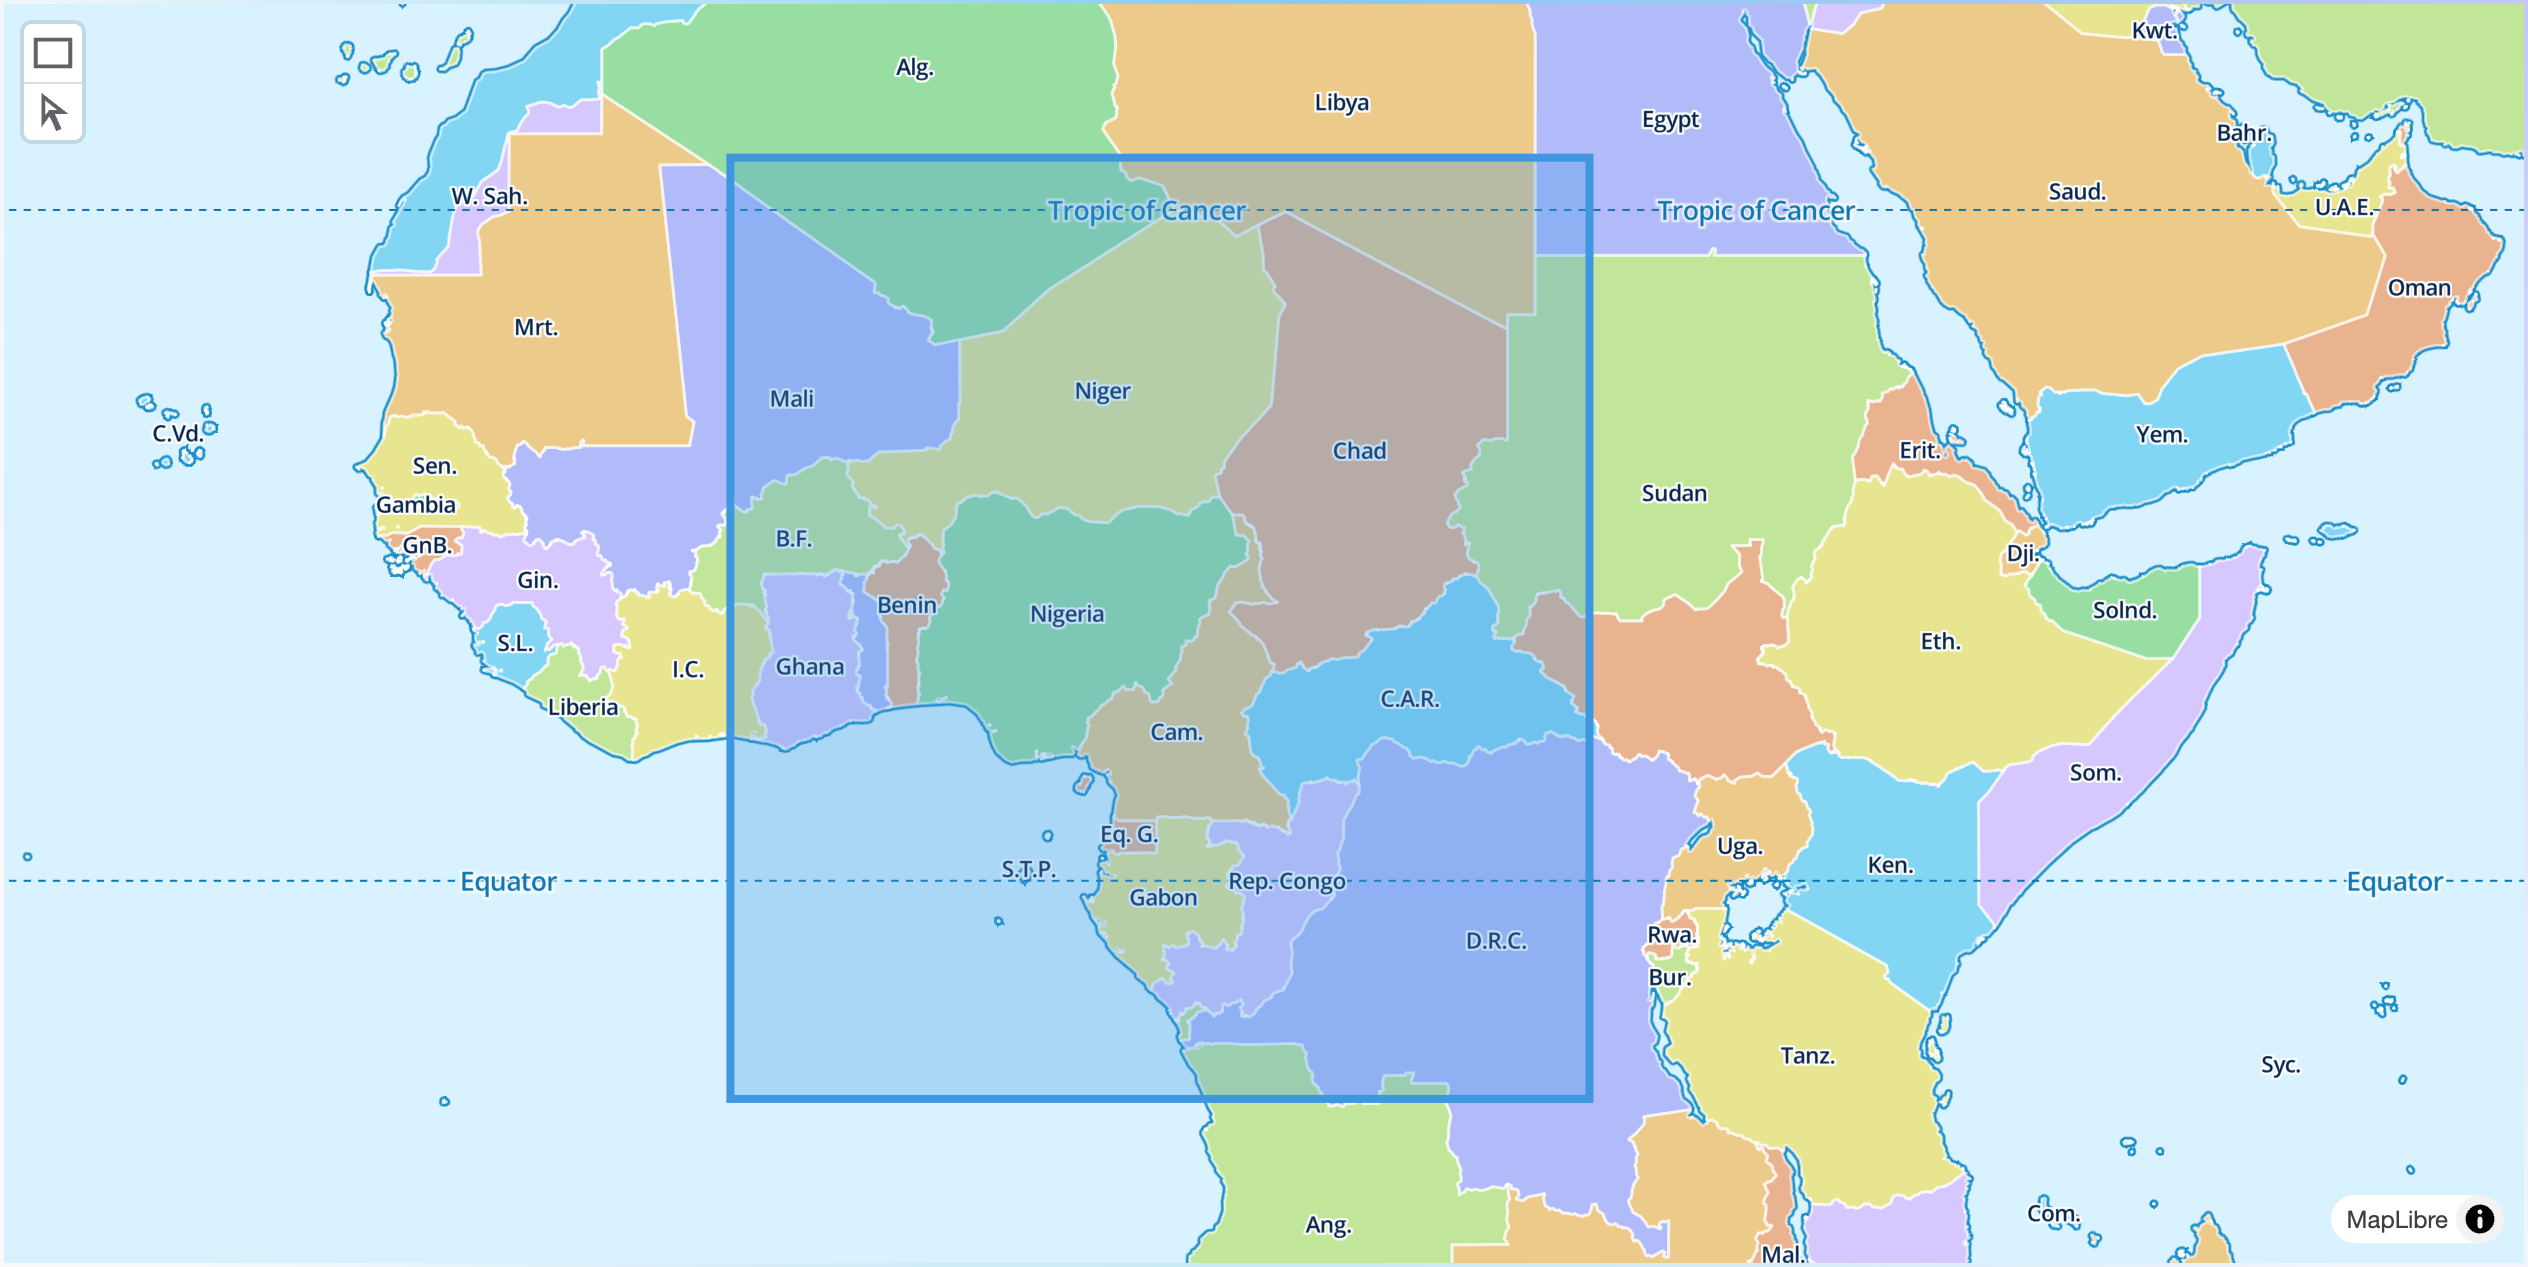 Kwt.
Alg.
Libya
Egypt
Bahr.
Saud.
W. Sah.
U.A.E.
Tropic of Cancer
Tropic of Cancer
Oman
Mrt.
Mali
Niger
C.Vd.
Yem.
Sen.
Chad
Erit.
Gambia
Sudan
GnB.
B.F.
Dji.
Gin.
Benin
Nigeria
Solnd.
S.L.
Eth.
I.C.
Ghana
Liberia
C.A.R.
Cam.
Som.
Eq. G.
Uga.
S.T.P.
Ken.
Equator
Rep. Congo
Equator
Gabon
Rwa.
D.R.C.
Bur.
Tanz.
Syc.
Com.
Ang.
MapLibre
Mal.